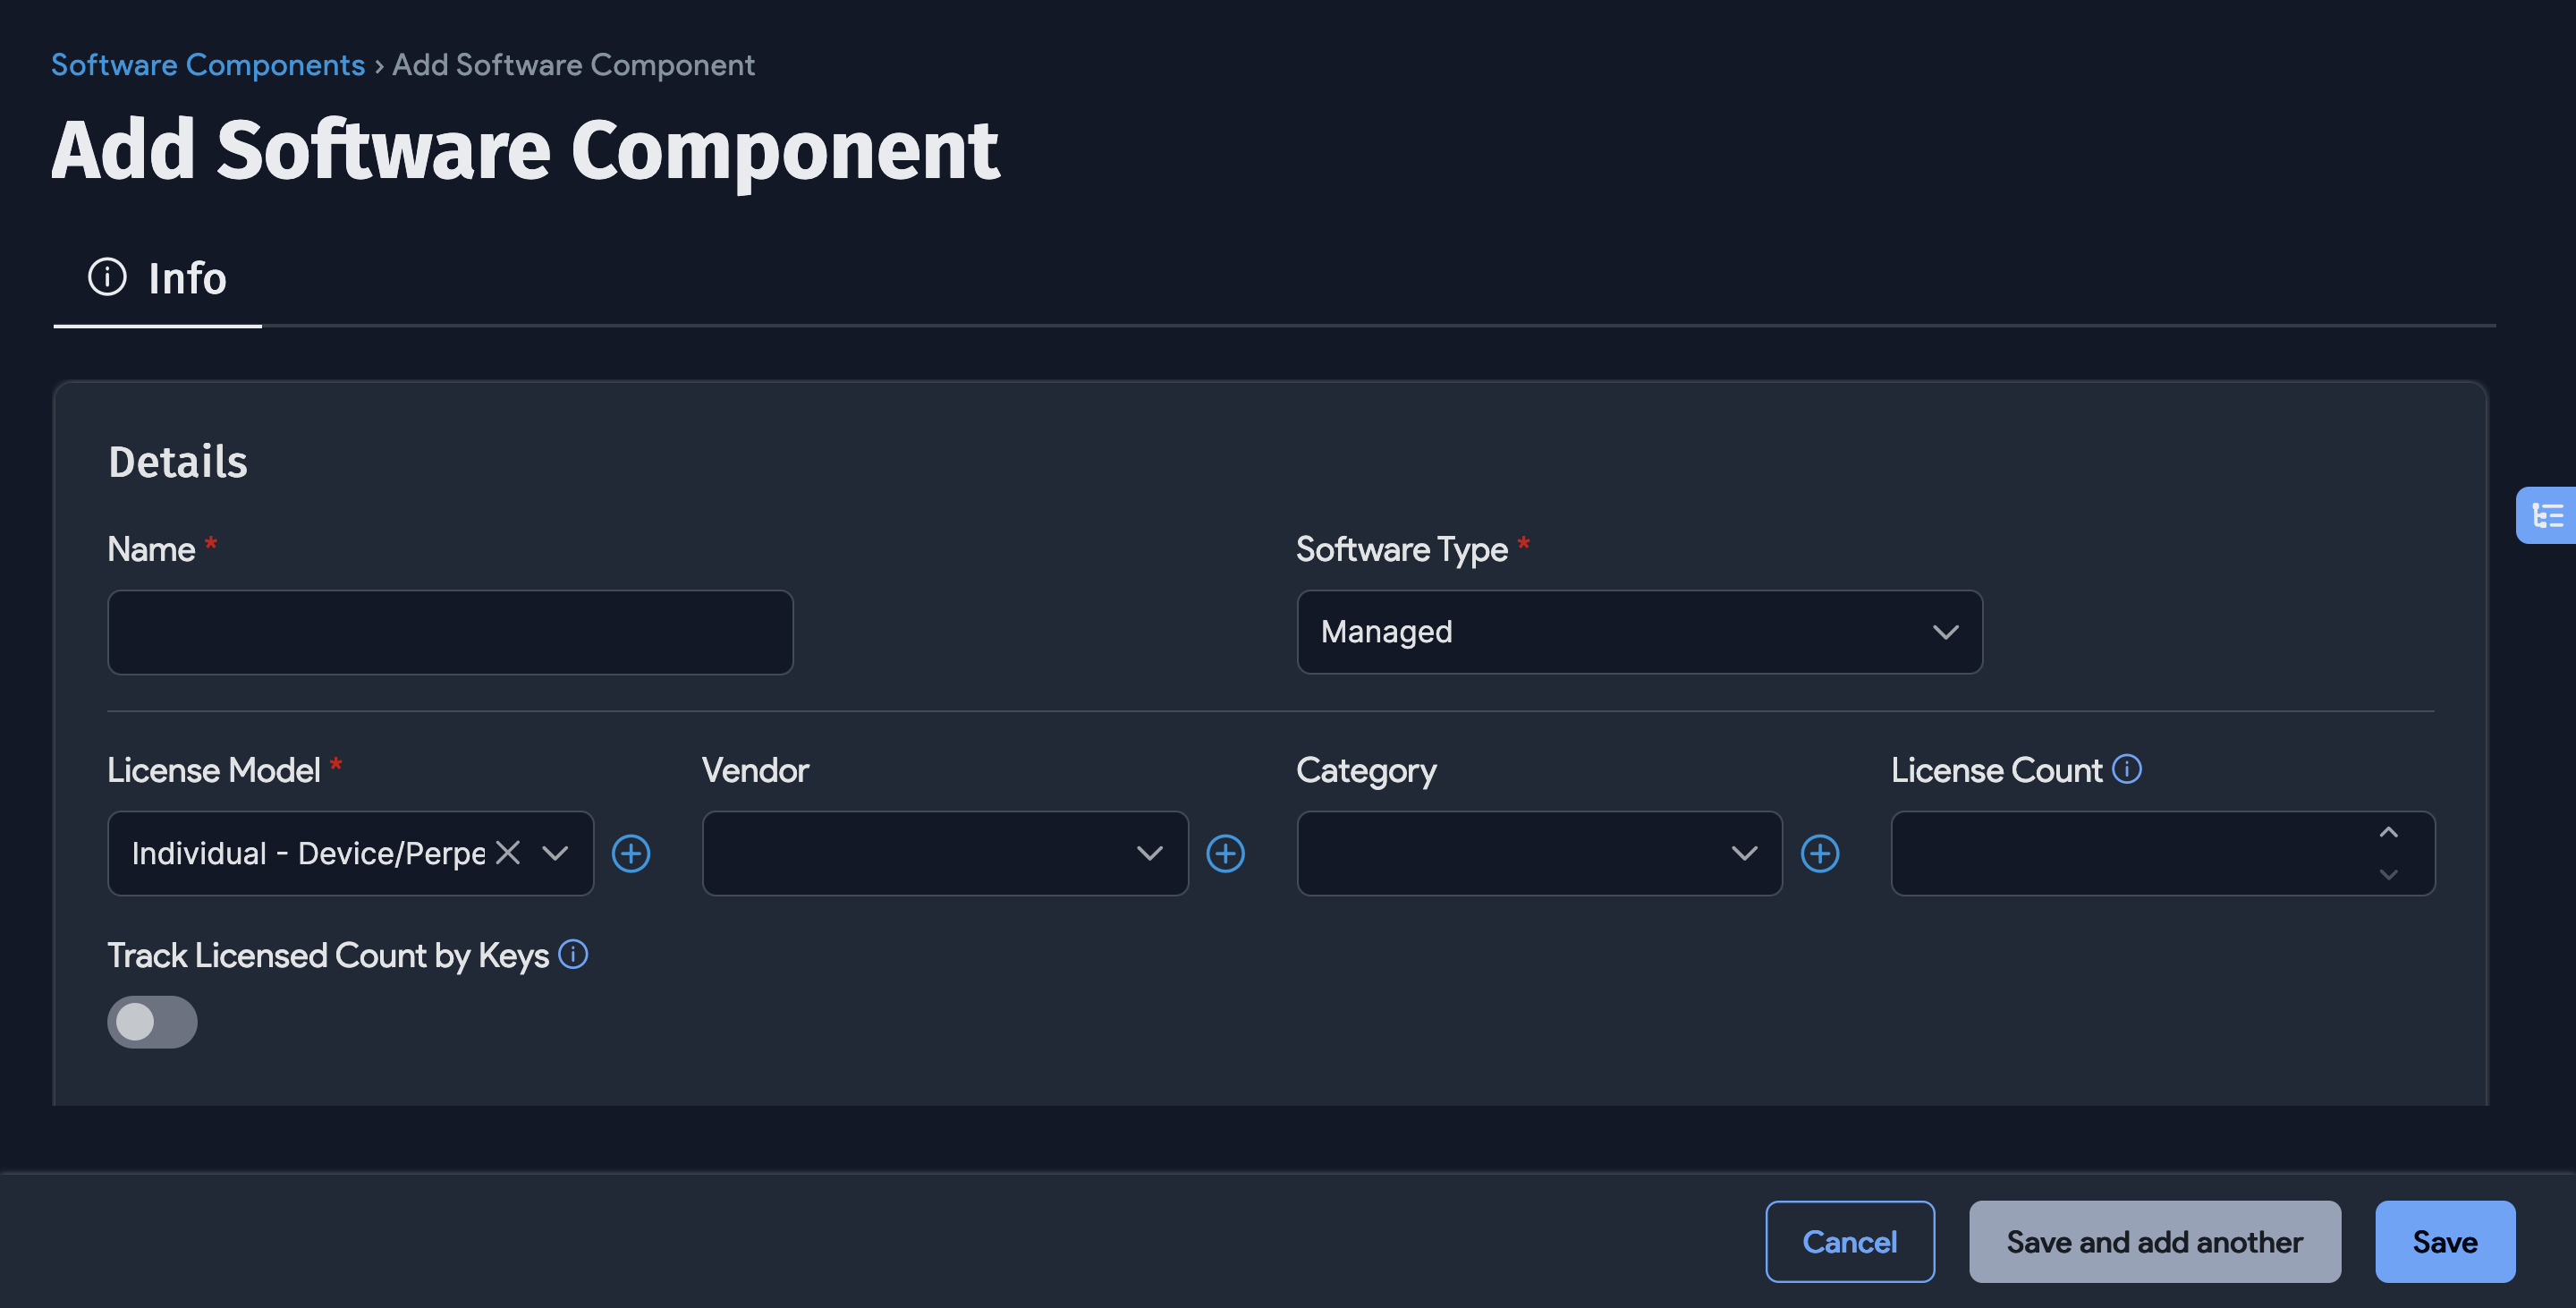 Software Components › Add Software Component
Add Software Component
Info
Details
Name *
Software Type *
Managed
License Model *
Vendor
Category
License Count
Individual - Device/Perpe
Track Licensed Count by Keys
Cancel
Save and add another
Save